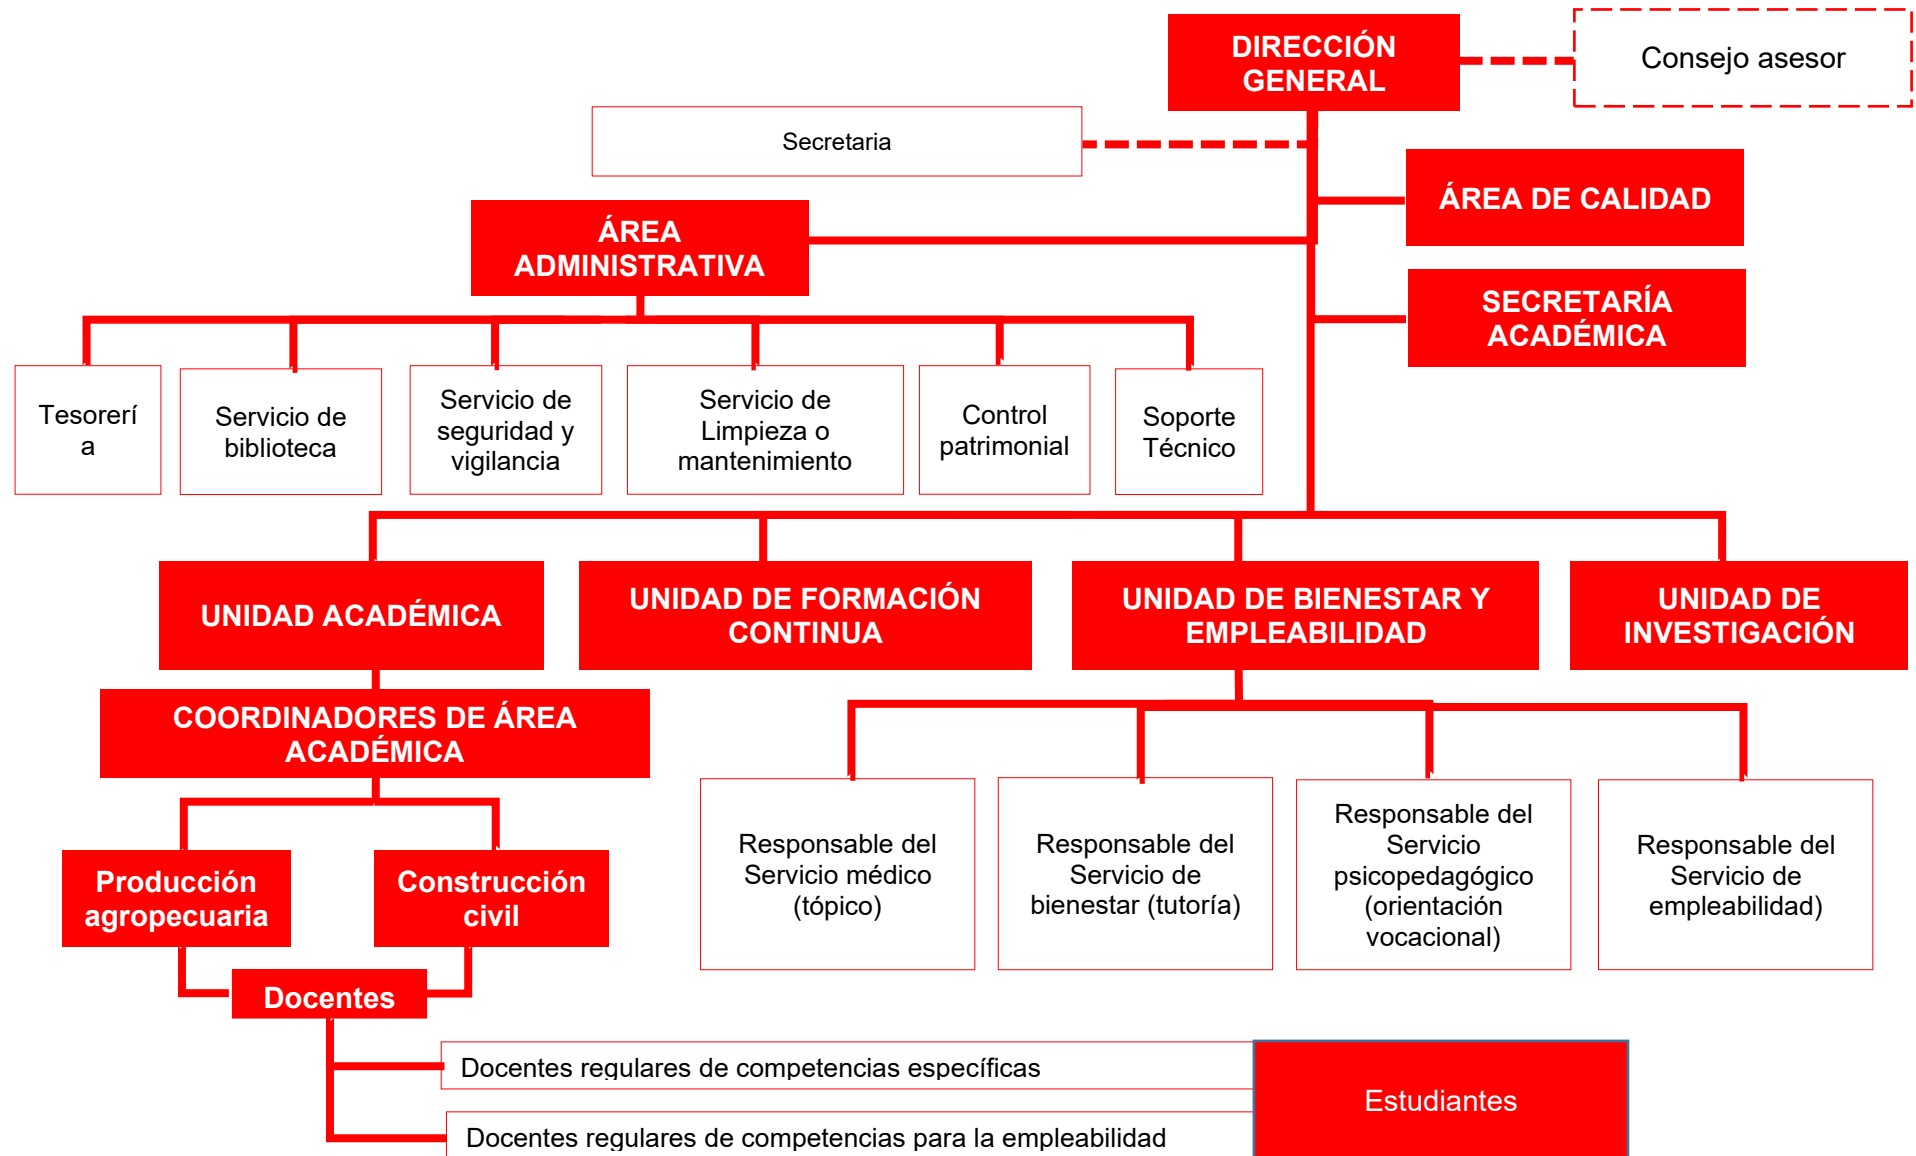 DIRECCIÓN
GENERAL
Consejo asesor
Secretaria
ÁREA DE CALIDAD
ÁREA
ADMINISTRATIVA
SECRETARÍA
ACADÉMICA
Tesorerí
a
Servicio de
biblioteca
Servicio de
seguridad y
vigilancia
Servicio de
Limpieza o
mantenimiento
Control
patrimonial
Soporte
Técnico
UNIDAD ACADÉMICA
UNIDAD DE FORMACIÓN
CONTINUA
UNIDAD DE BIENESTAR Y
EMPLEABILIDAD
UNIDAD DE
INVESTIGACIÓN
COORDINADORES DE ÁREA
ACADÉMICA
Producción
agropecuaria
Construcción
civil
Responsable del
Servicio médico
(tópico)
Responsable del
Servicio de
bienestar (tutoría)
Responsable del
Servicio
psicopedagógico
(orientación
vocacional)
Responsable del
Servicio de
empleabilidad)
Docentes
Docentes regulares de competencias específicas
Docentes regulares de competencias para la empleabilidad
Estudiantes